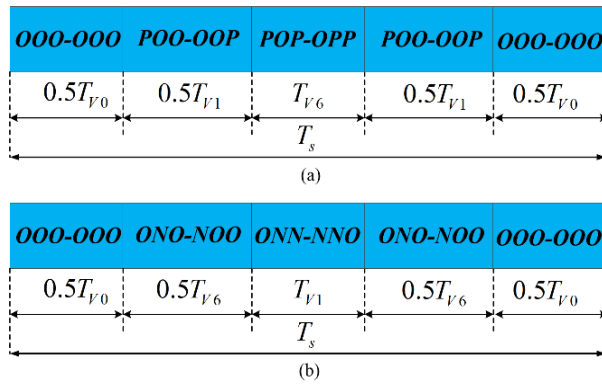 OOO-OOO POO-OOP POP-OPP POO-OOP OOO-OOO
0.5T_{V0} 0.5T_{V1} T_{V6} 0.5T_{V1} 0.5T_{V0}
T_s
(a)
OOO-OOO ONO-NOO ONN-NNO ONO-NOO OOO-OOO
0.5T_{V0} 0.5T_{V6} T_{V1} 0.5T_{V6} 0.5T_{V0}
T_s
(b)